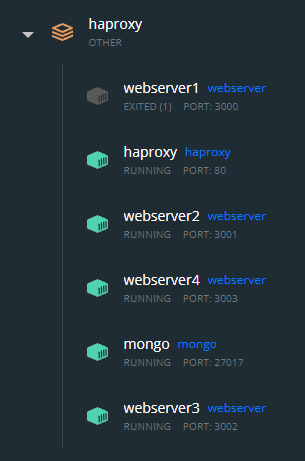 haproxy
OTHER
webserver1 webserver
EXITED (1) PORT: 3000
haproxy haproxy
RUNNING PORT: 80
webserver2 webserver
RUNNING PORT: 3001
webserver4 webserver
RUNNING PORT: 3003
mongo mongo
RUNNING PORT: 27017
webserver3 webserver
RUNNING PORT: 3002